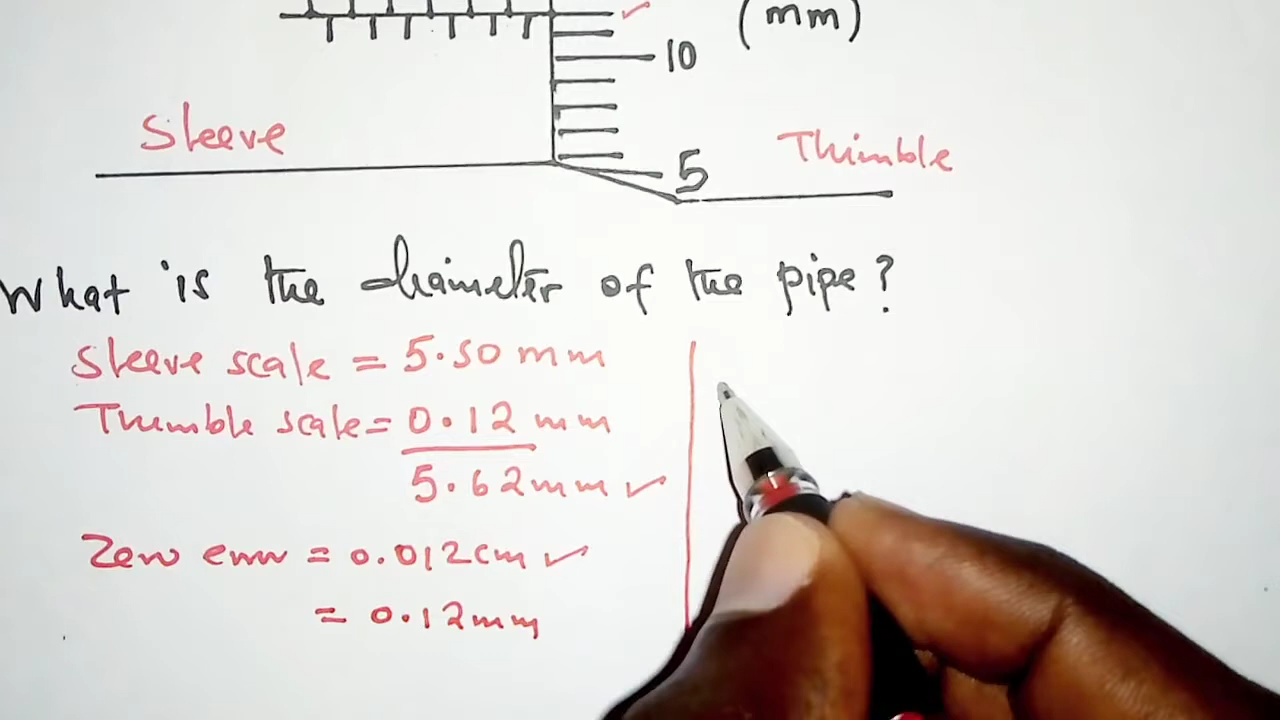 (mm)
10
Sleeve
Thimble
5
What is the diameter of the pipe?
Sleeve scale = 5.50 mm
Thimble scale = 0.12 mm
5.62mm ✓
Zero error = 0.012cm ✓
= 0.12mm